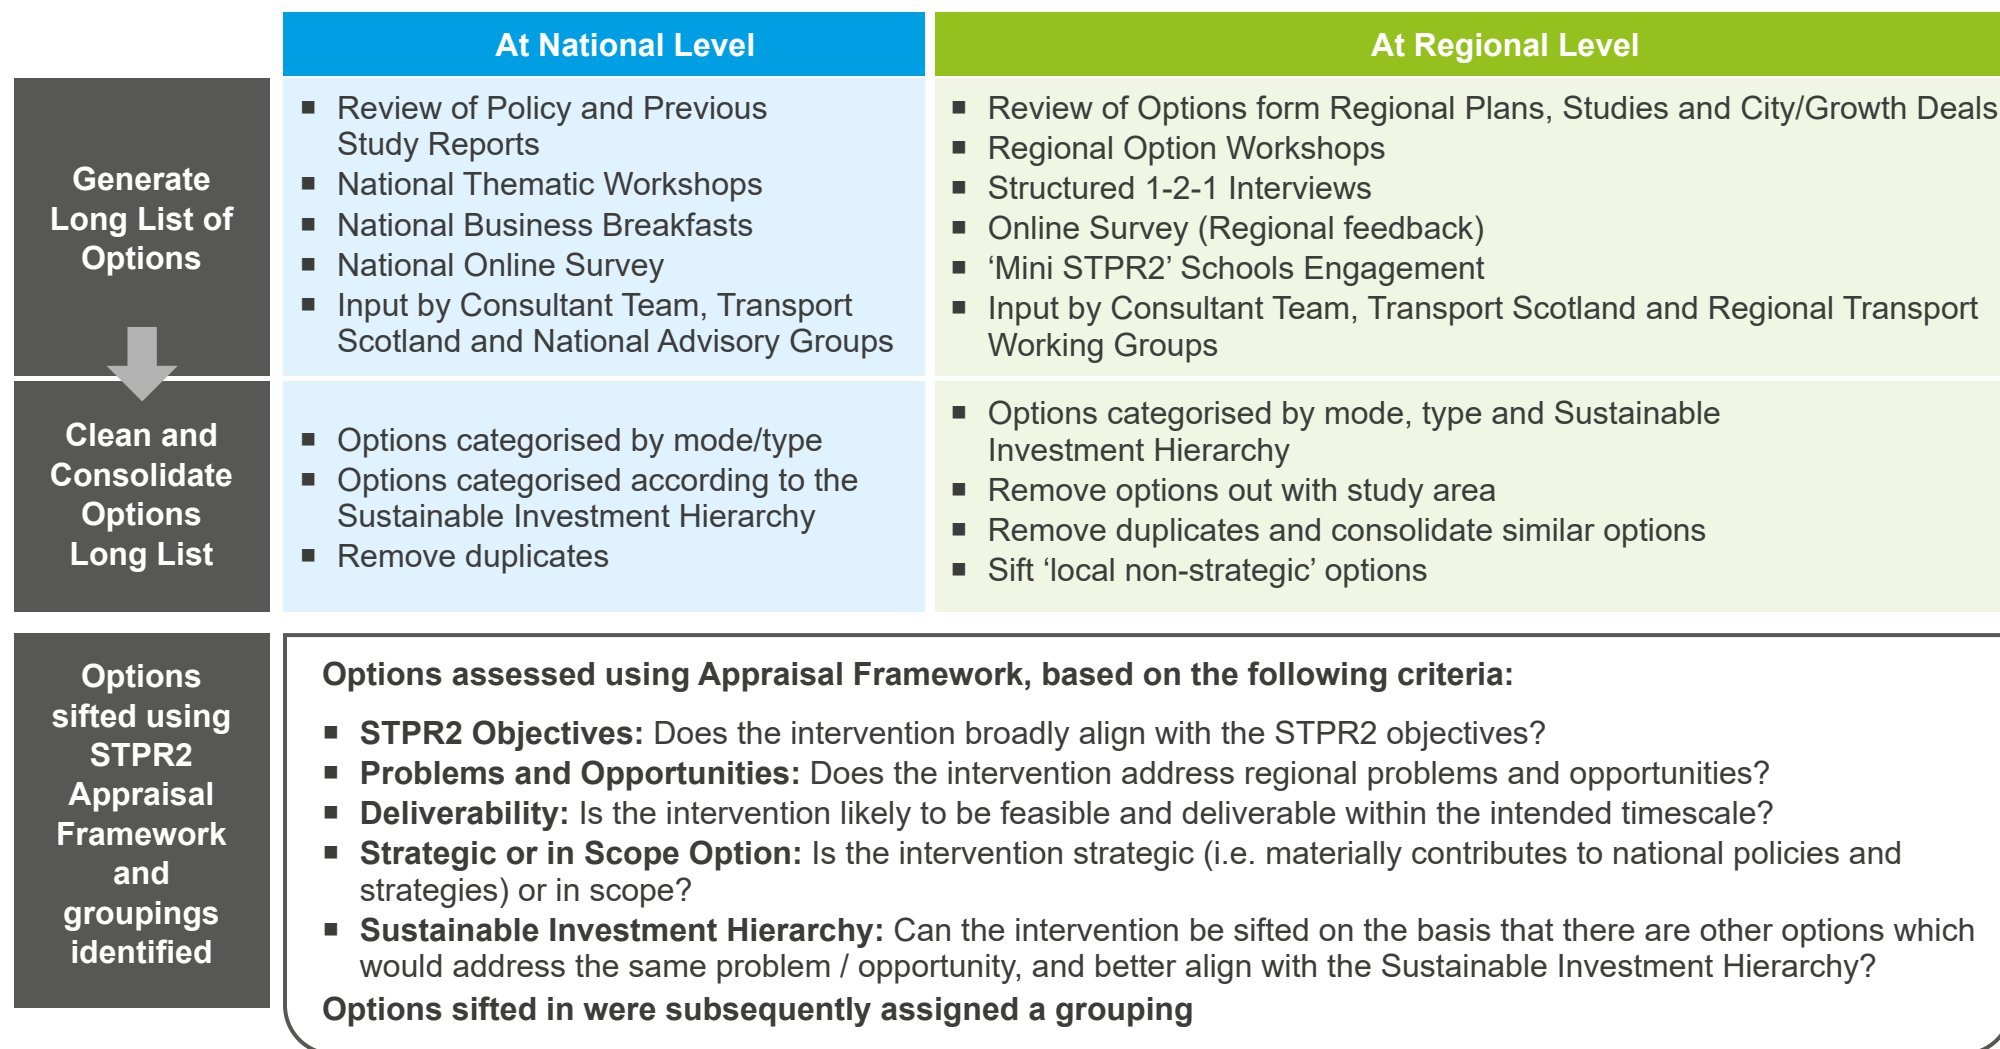 At National Level
At Regional Level
Generate
Long List of
Options
■ Review of Policy and Previous
Study Reports
■ National Thematic Workshops
■ National Business Breakfasts
■ National Online Survey
■ Input by Consultant Team, Transport
Scotland and National Advisory Groups
■ Review of Options form Regional Plans, Studies and City/Growth Deals
■ Regional Option Workshops
■ Structured 1-2-1 Interviews
■ Online Survey (Regional feedback)
■ ‘Mini STPR2’ Schools Engagement
■ Input by Consultant Team, Transport Scotland and Regional Transport
Working Groups
Clean and
Consolidate
Options
Long List
■ Options categorised by mode/type
■ Options categorised according to the
Sustainable Investment Hierarchy
■ Remove duplicates
■ Options categorised by mode, type and Sustainable
Investment Hierarchy
■ Remove options out with study area
■ Remove duplicates and consolidate similar options
■ Sift ‘local non-strategic’ options
Options
sifted using
STPR2
Appraisal
Framework
and
groupings
identified
Options assessed using Appraisal Framework, based on the following criteria:
■ STPR2 Objectives: Does the intervention broadly align with the STPR2 objectives?
■ Problems and Opportunities: Does the intervention address regional problems and opportunities?
■ Deliverability: Is the intervention likely to be feasible and deliverable within the intended timescale?
■ Strategic or in Scope Option: Is the intervention strategic (i.e. materially contributes to national policies and
strategies) or in scope?
■ Sustainable Investment Hierarchy: Can the intervention be sifted on the basis that there are other options which
would address the same problem / opportunity, and better align with the Sustainable Investment Hierarchy?
Options sifted in were subsequently assigned a grouping